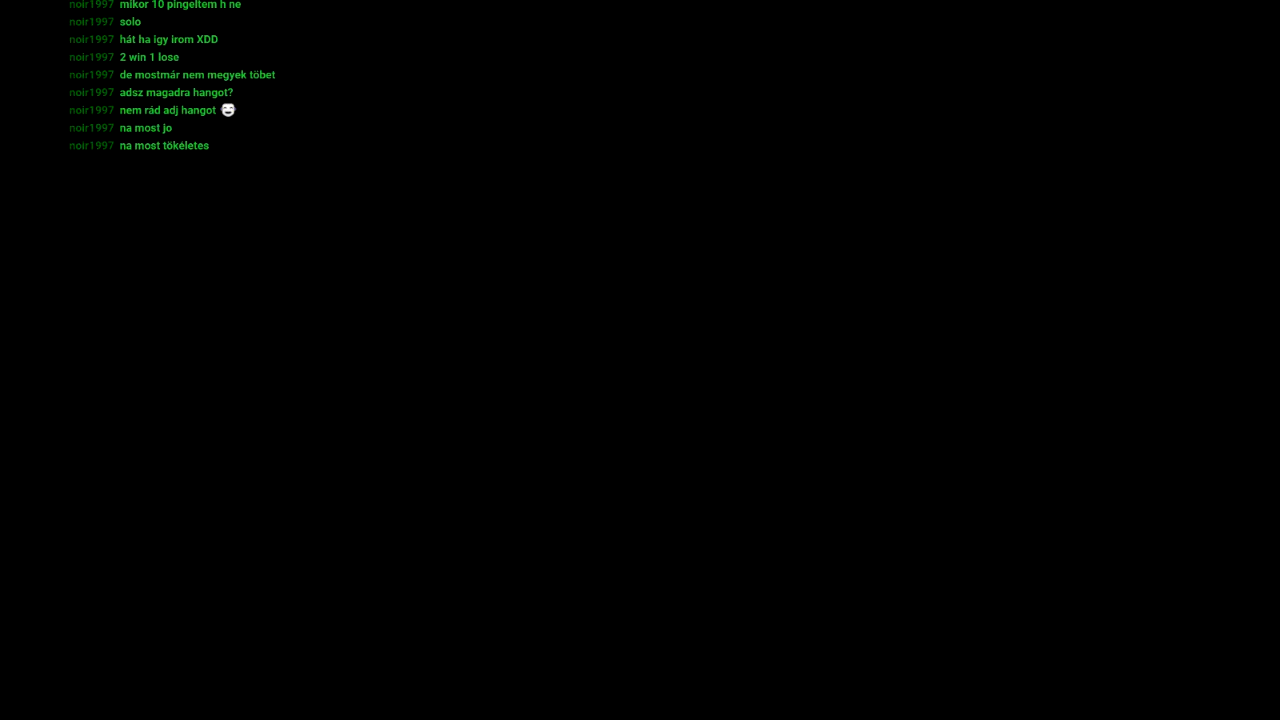 noir1997 mikor 10 pingeltem h ne
noir1997 solo
noir1997 hát ha igy irom XDD
noir1997 2 win 1 lose
noir1997 de mostmár nem megyek töbet
noir1997 adsz magadra hangot?
noir1997 nem rád adj hangot
noir1997 na most jo
noir1997 na most tökéletes